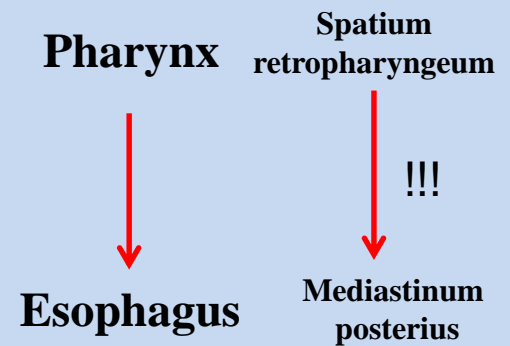 Pharynx
Spatium
retropharyngeum
!!!
Esophagus
Mediastinum
posterius